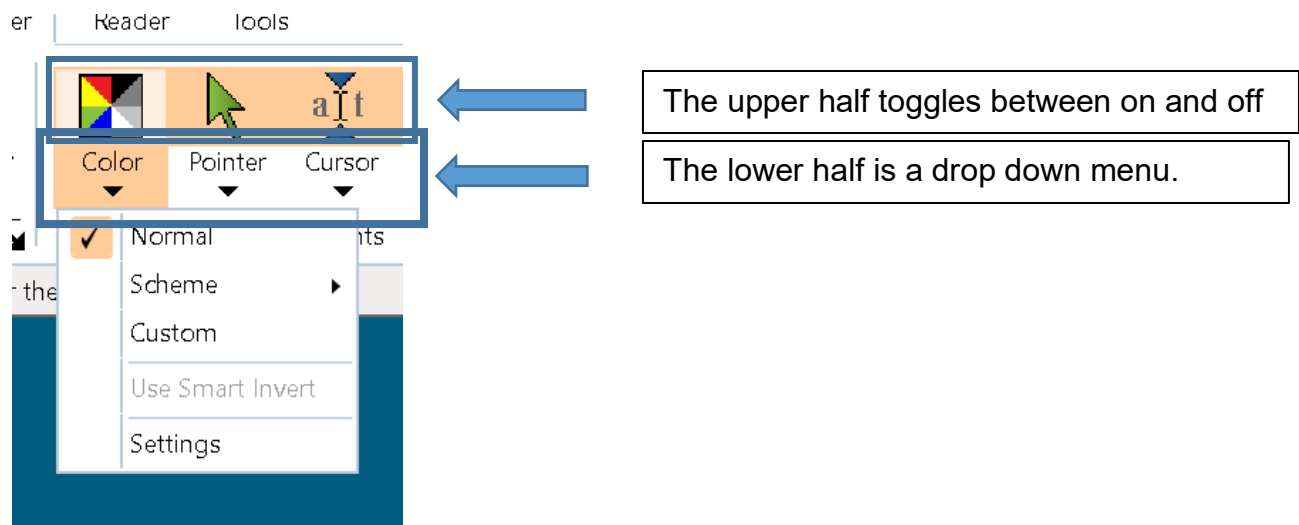 er Reader Tools
a t
The upper half toggles between on and off
Color Pointer Cursor
The lower half is a drop down menu.
Normal nts
Scheme
r the
Custom
Use Smart Invert
Settings